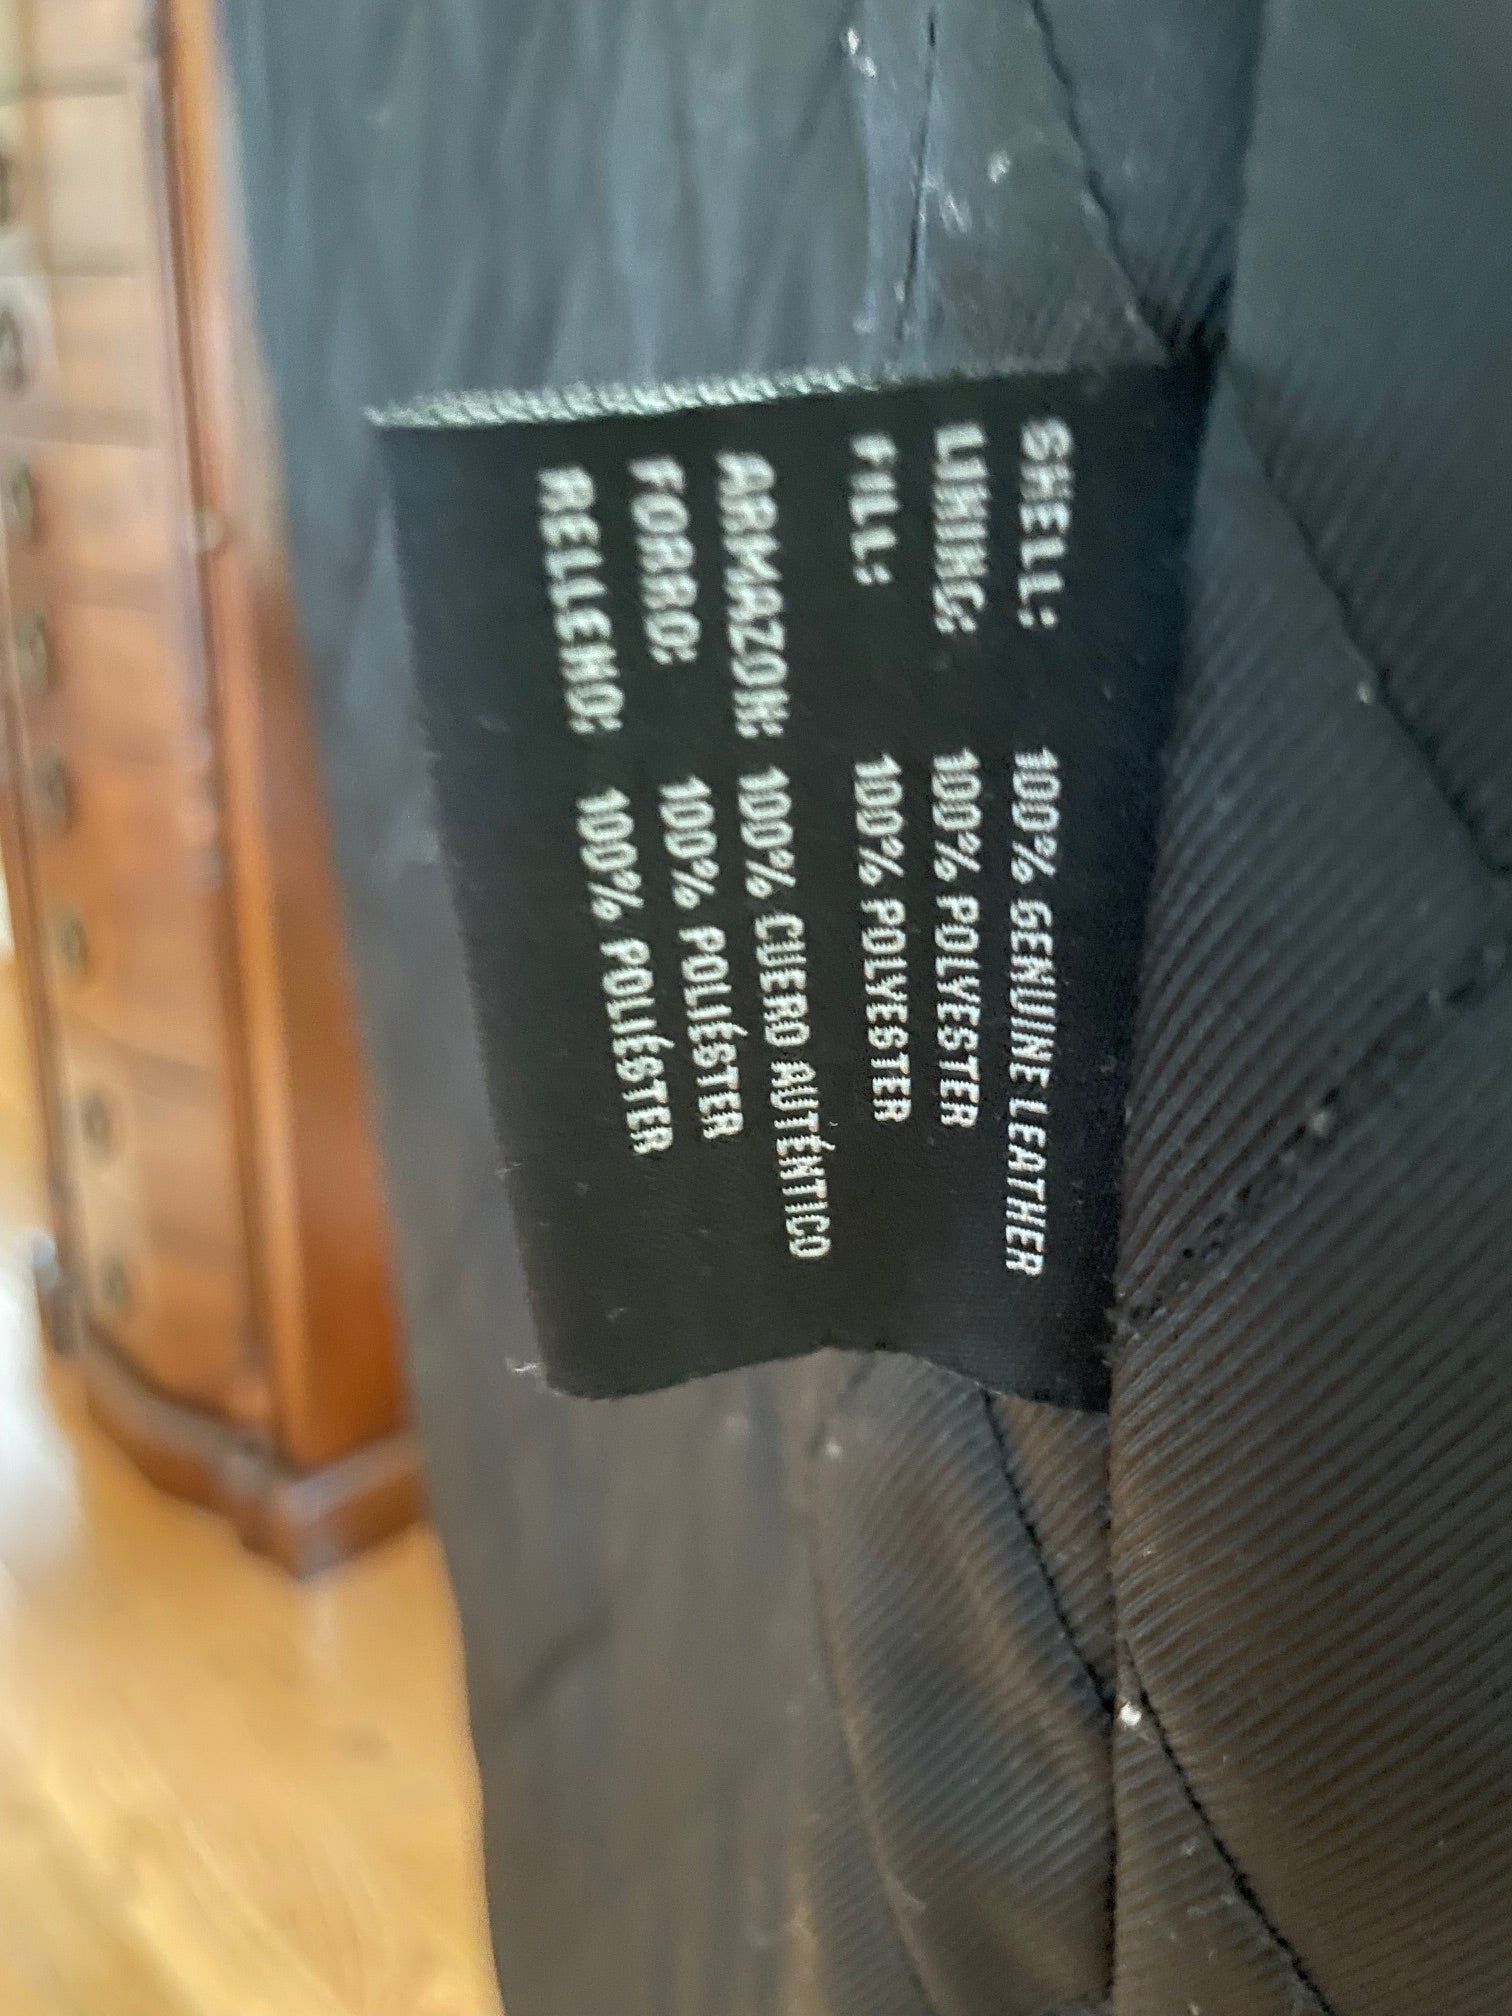 SHELL: 100% GENUINE LEATHER
LINING: 100% POLYESTER
FILL: 100% POLYESTER
ARMAZON: 100% CUERO AUTÉNTICO
FORRO: 100% POLIÉSTER
RELLENO: 100% POLIÉSTER